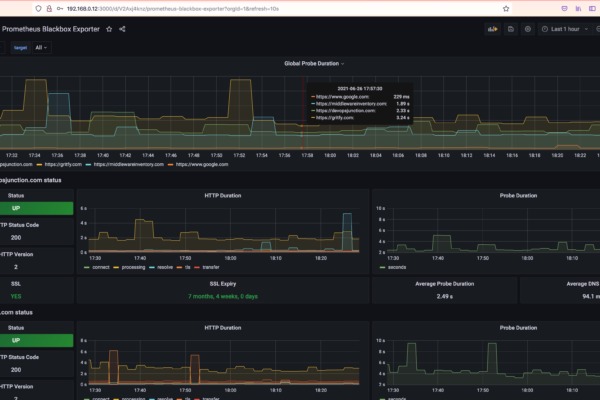 192.168.0.12:3000/d/V2Aq4knz/prometheus-blackbox-exporter?orgId=1&refresh=10s
Prometheus Blackbox Exporter
Last 1 hour
target All
Global Probe Duration
2021-06-26 17:57:30
https://www.google.com: 229 ms
https://middlewareinventory.com: 1.89 s
https://devopsjunction.com: 2.33 s
https://gritfy.com: 3.24 s
17:32 17:34 17:36 17:38 17:40 17:42 17:44 17:46 17:48 17:50 17:52 17:54 17:56 17:58 18:00 18:02 18:04 18:06 18:08 18:10 18:12 18:14 18:16 18:18 18:20 18:22
opsjunction.com https://gritfy.com https://middlewareinventory.com https://www.google.com
opsjunction.com status
Status HTTP Duration Probe Duration
UP
HTTP Status Code
200
HTTP Version
2
6 s
4 s
2 s
0 s
17:30 17:40 17:50 18:00 18:10 18:20
connect processing resolve tls transfer
10 s
8 s
6 s
4 s
2 s
17:30 17:40 17:50 18:00 18:10
seconds
SSL SSL Expiry Average Probe Duration Average DNS
YES 7 months, 4 weeks, 0 days 2.49 s 94.1 m
.com status
Status HTTP Duration Probe Duration
UP
HTTP Status Code
200
HTTP Version
2
8 s
6 s
4 s
2 s
0 s
17:30 17:40 17:50 18:00 18:10 18:20
connect processing resolve tls transfer
10 s
8 s
6 s
4 s
2 s
17:30 17:40 17:50 18:00 18:10
seconds